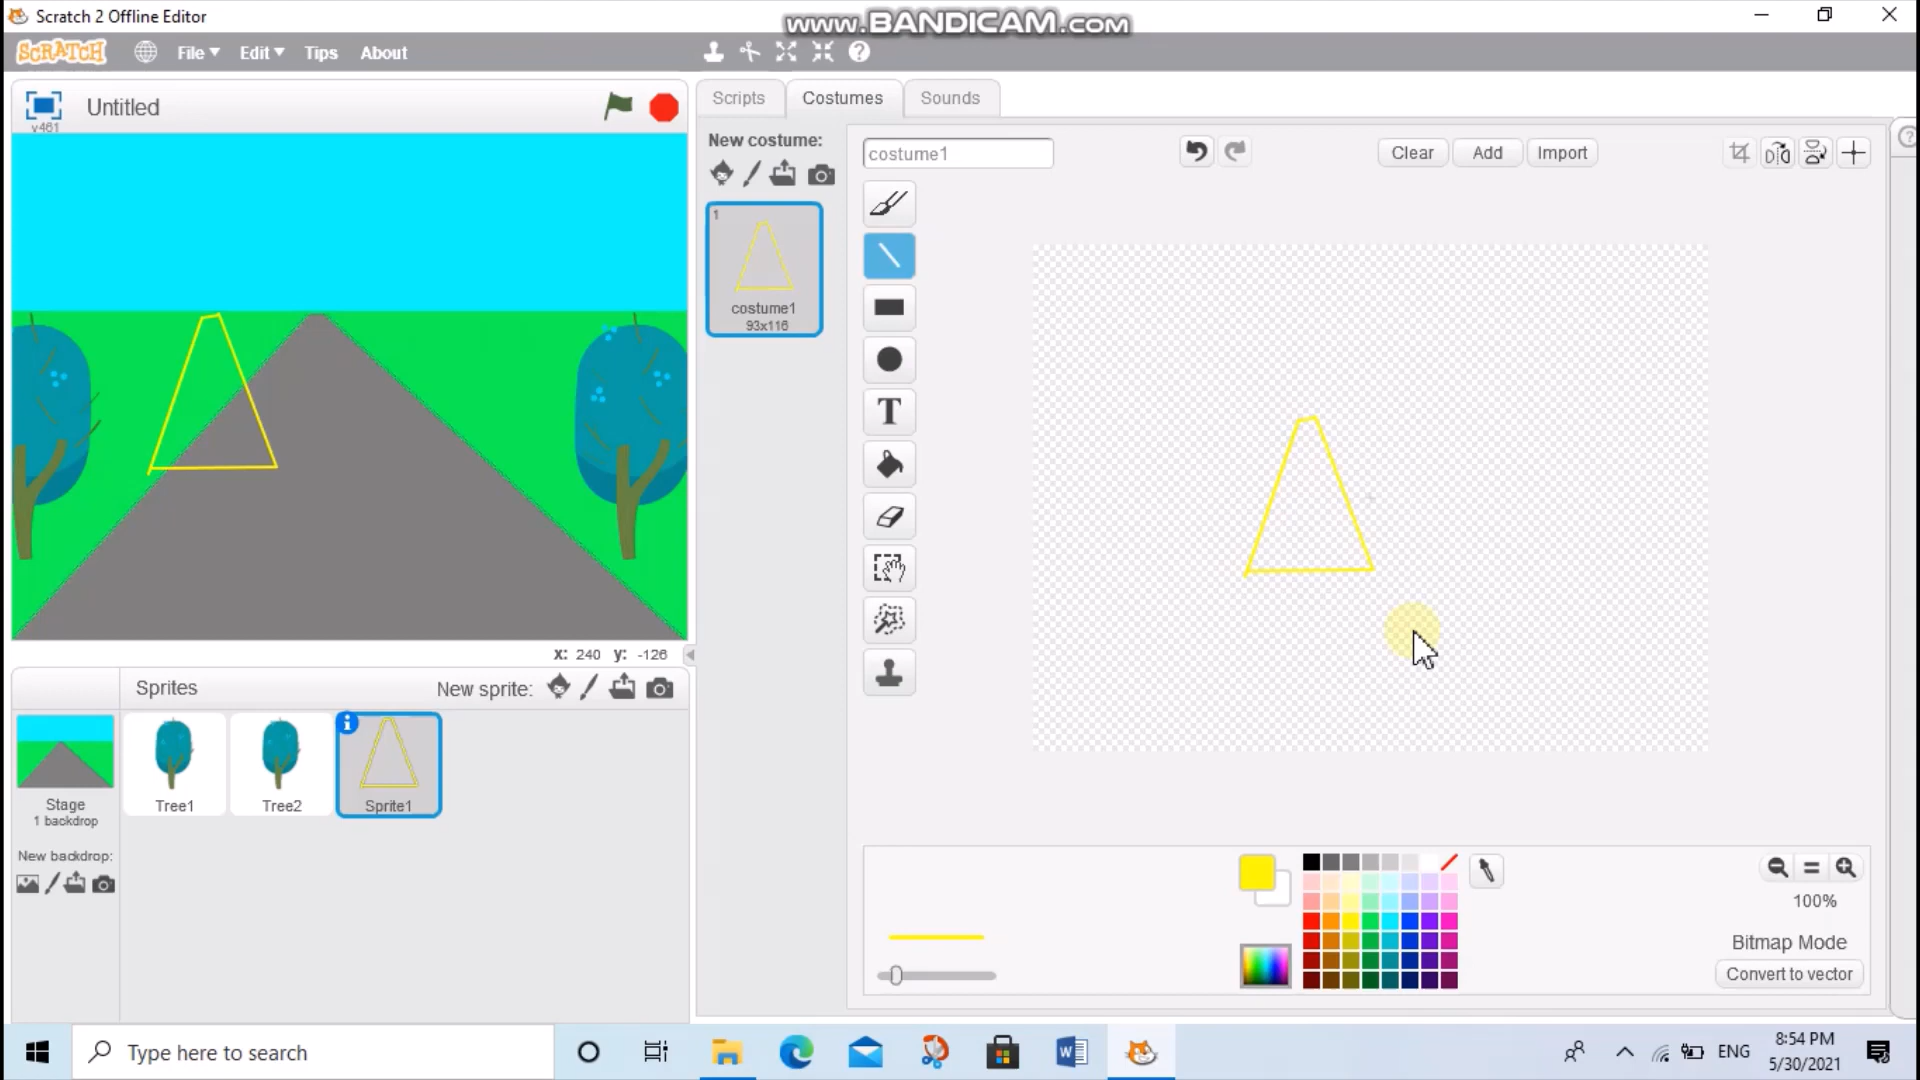 Scratch 2 Offline Editor
www.BANDICAM.com
SCRATCH File Edit Tips About
v461
Untitled
Scripts Costumes Sounds
New costume:
costume1
Clear Add Import
1
costume1
93x116
T
x: 240 y: -126
Sprites
New sprite:
Stage
1 backdrop
Tree1
Tree2
Sprite1
New backdrop:
100%
Bitmap Mode
Convert to vector
Type here to search
ENG
8:54 PM
5/30/2021